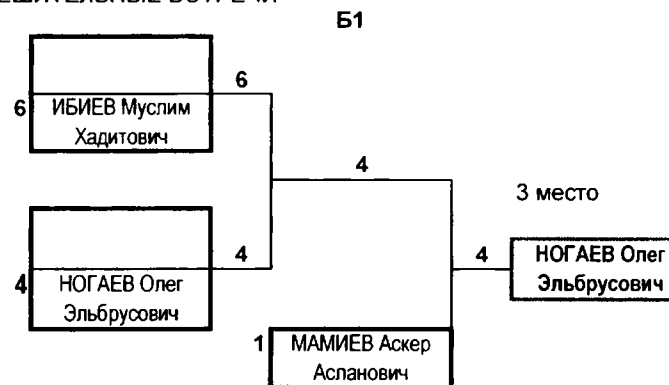 Б1
6
6 ИБИЕВ Муслим
Хадитович
4
3 место
4
4 НОГАЕВ Олег
Эльбрусович
4 НОГАЕВ Олег
Эльбрусович
1 МАМИЕВ Аскер
Асланович